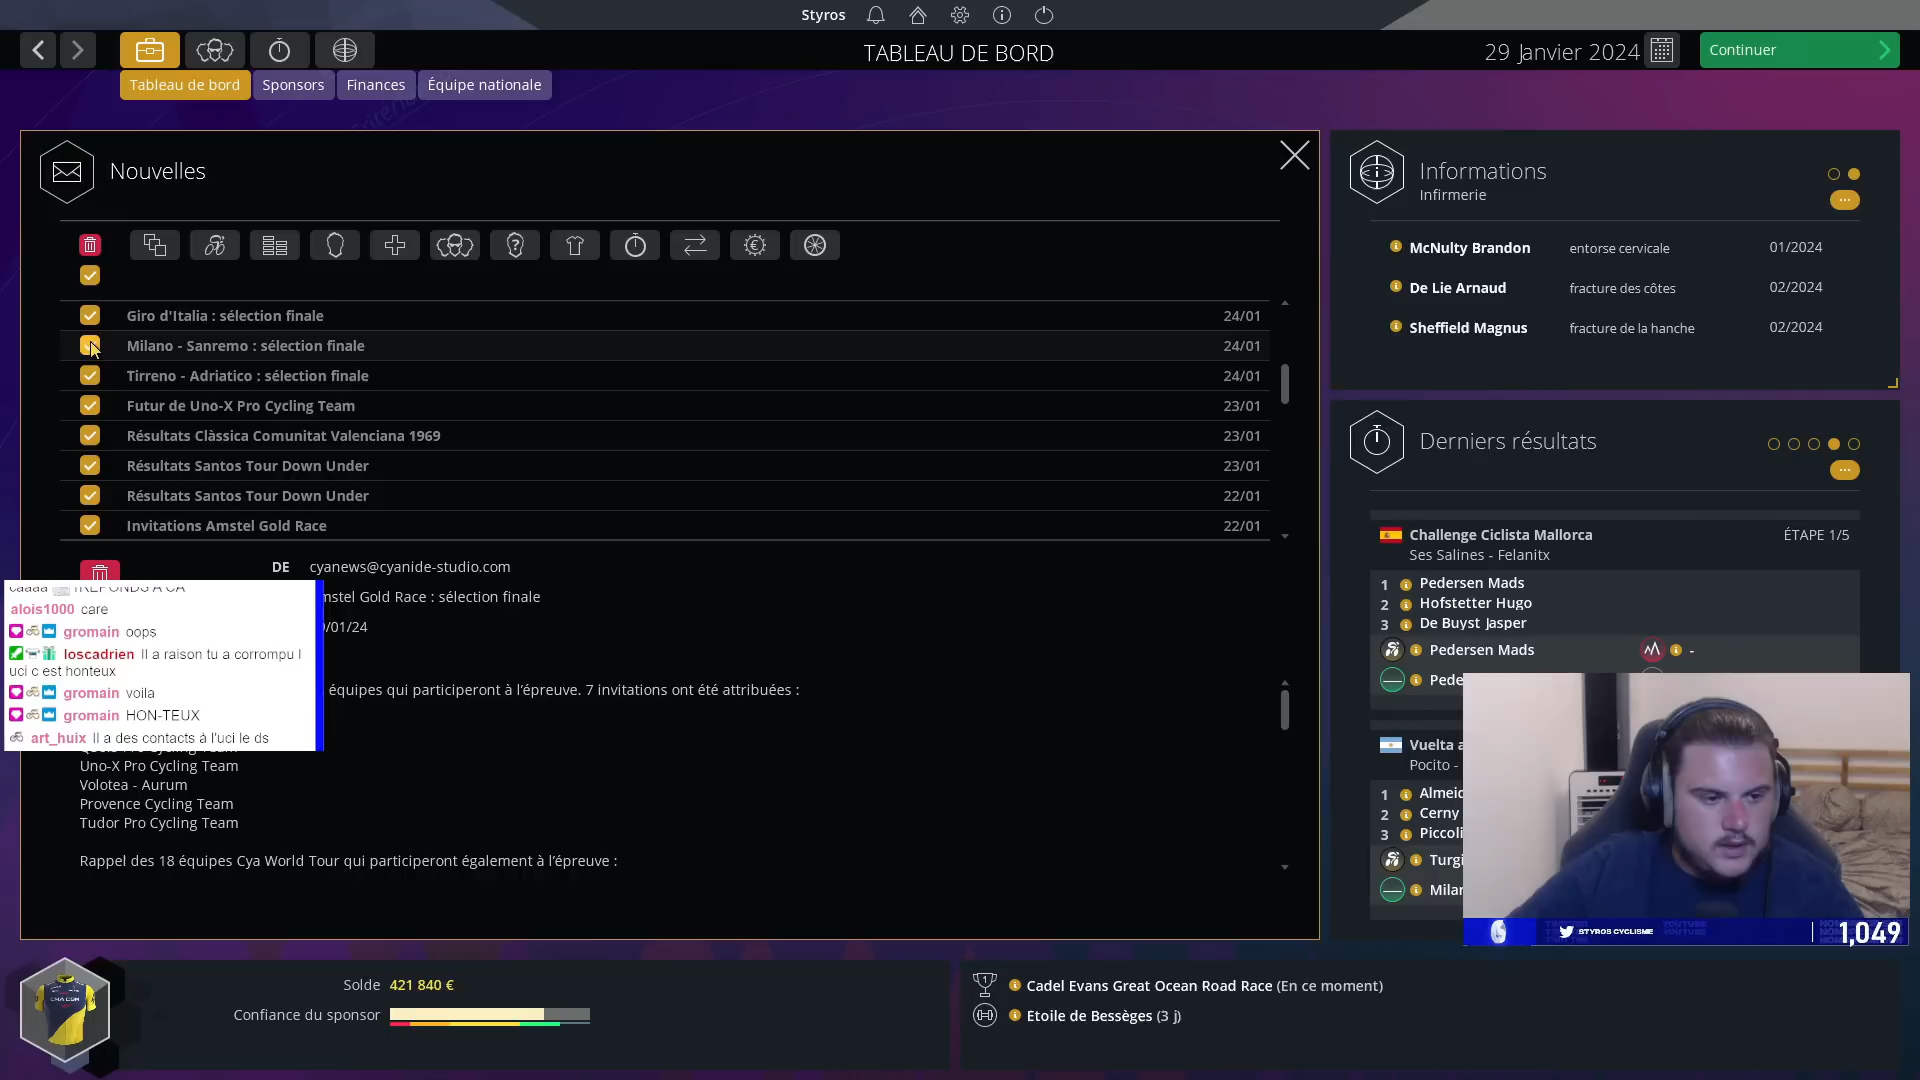 Styros
TABLEAU DE BORD
29 Janvier 2024
Continuer
Tableau de bord
Sponsors
Finances
Équipe nationale
Nouvelles
Giro d'Italia : sélection finale 24/01
Milano - Sanremo : sélection finale 24/01
Tirreno - Adriatico : sélection finale 24/01
Futur de Uno-X Pro Cycling Team 23/01
Résultats Clàssica Comunitat Valenciana 1969 23/01
Résultats Santos Tour Down Under 23/01
Résultats Santos Tour Down Under 22/01
Invitations Amstel Gold Race 22/01
DE cyanews@cyanide-studio.com
mstel Gold Race : sélection finale
/01/24
équipes qui participeront à l'épreuve. 7 invitations ont été attribuées :
Uno-X Pro Cycling Team
Volotea - Aurum
Provence Cycling Team
Tudor Pro Cycling Team
Rappel des 18 équipes Cya World Tour qui participeront également à l'épreuve :
alois1000 care
gromain oops
loscadrien Il a raison tu a corrompu l
uci c est honteux
gromain voila
gromain HON-TEUX
art_huix Il a des contacts à l'uci le ds
Informations
Infirmerie
McNulty Brandon entorse cervicale 01/2024
De Lie Arnaud fracture des côtes 02/2024
Sheffield Magnus fracture de la hanche 02/2024
Derniers résultats
Challenge Ciclista Mallorca ÉTAPE 1/5
Ses Salines - Felanitx
1 Pedersen Mads
2 Hofstetter Hugo
3 De Buyst Jasper
Pedersen Mads -
Pede
Vuelta a
Pocito -
1 Almeid
2 Cerny
3 Piccoli
Turgi
Milan
STYROS CYCLISME
1,049
Solde 421 840 €
Confiance du sponsor
CMA CGM
Cadel Evans Great Ocean Road Race (En ce moment)
Etoile de Bessèges (3 j)